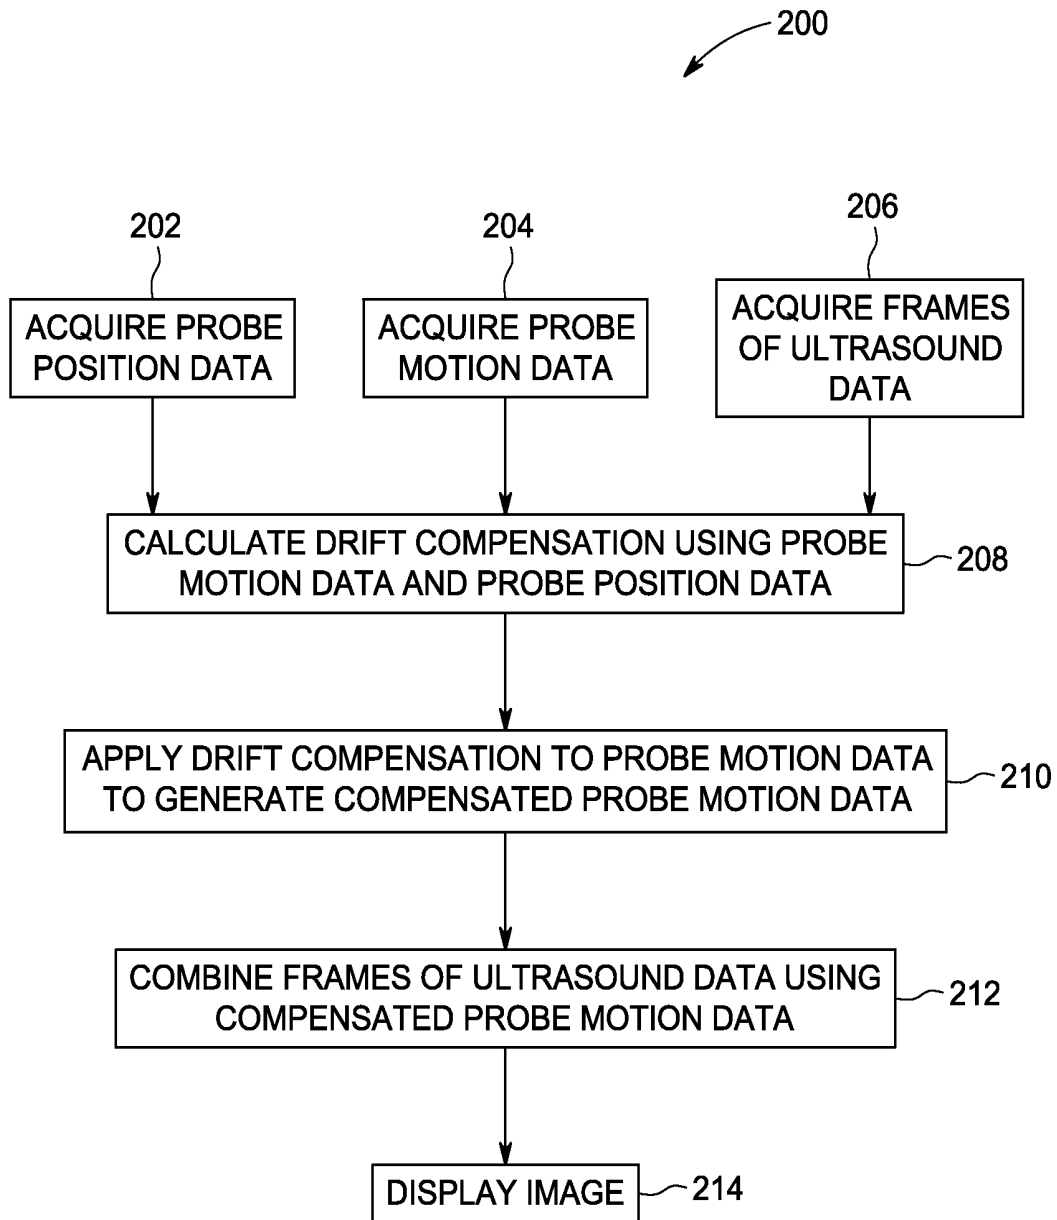 200
202
204
206
ACQUIRE PROBE
POSITION DATA
ACQUIRE PROBE
MOTION DATA
ACQUIRE FRAMES
OF ULTRASOUND
DATA
CALCULATE DRIFT COMPENSATION USING PROBE
MOTION DATA AND PROBE POSITION DATA
208
APPLY DRIFT COMPENSATION TO PROBE MOTION DATA
TO GENERATE COMPENSATED PROBE MOTION DATA
210
COMBINE FRAMES OF ULTRASOUND DATA USING
COMPENSATED PROBE MOTION DATA
212
DISPLAY IMAGE
214